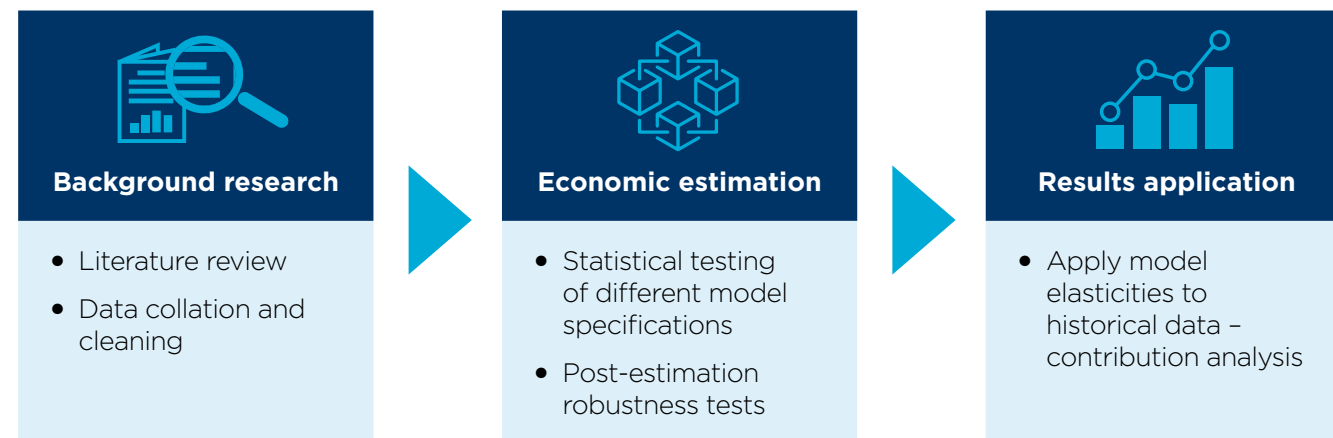 Background research
• Literature review
• Data collation and
cleaning
Economic estimation
• Statistical testing
of different model
specifications
• Post-estimation
robustness tests
Results application
• Apply model
elasticities to
historical data –
contribution analysis